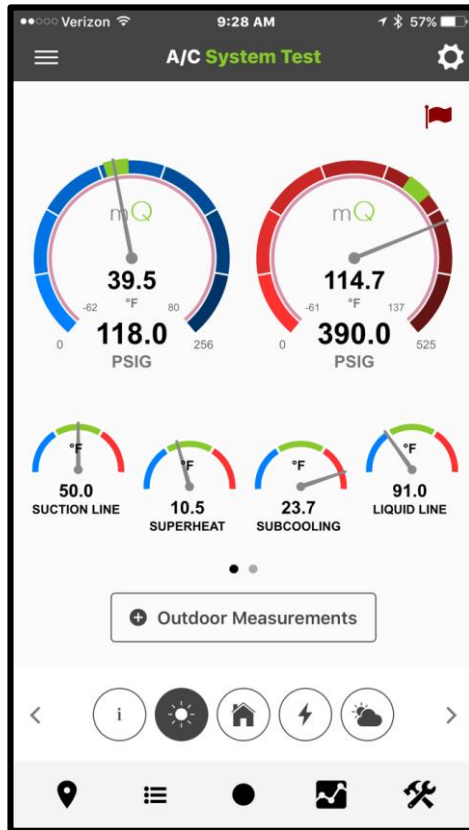 Verizon 9:28 AM 57%
A/C System Test
mQ mQ
39.5 114.7
-62 °F 80 -61 °F 137
0 118.0 256 0 390.0 525
PSIG PSIG
°F °F °F °F
50.0 10.5 23.7 91.0
SUCTION LINE SUPERHEAT SUBCOOLING LIQUID LINE
Outdoor Measurements
i